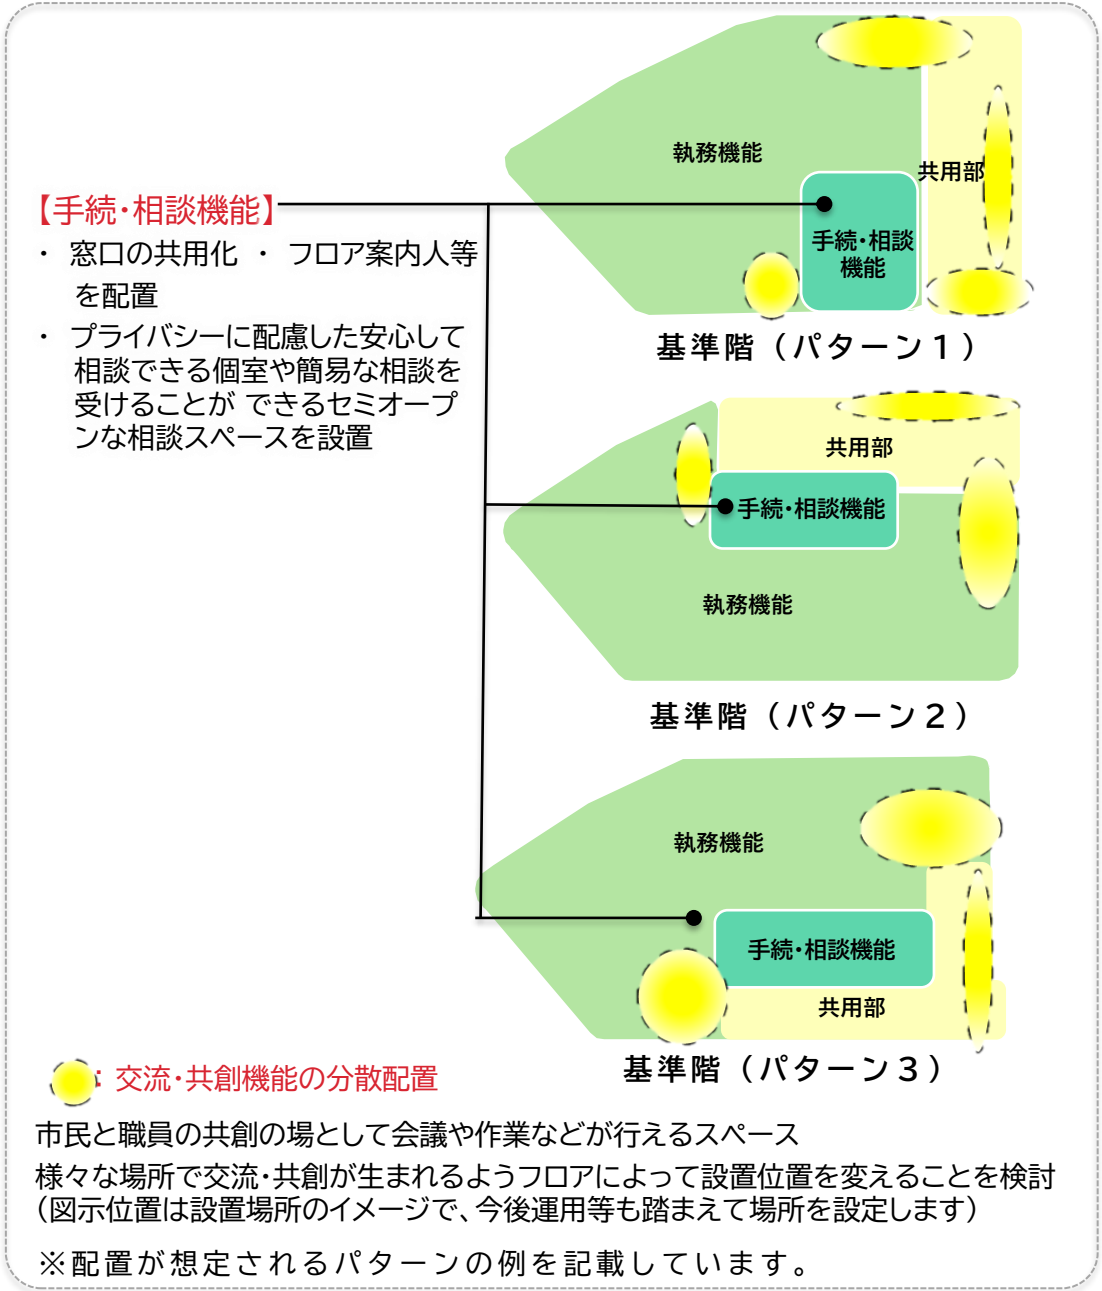 執務機能
共用部
【手続・相談機能】
・ 窓口の共用化 ・ フロア案内人等
を配置
・ プライバシーに配慮した安心して
相談できる個室や簡易な相談を
受けることが できるセミオープ
ンな相談スペースを設置
手続・相談
機能
基準階（パターン１）
共用部
手続・相談機能
執務機能
基準階（パターン２）
執務機能
手続・相談機能
共用部
基準階（パターン３）
：交流・共創機能の分散配置
市民と職員の共創の場として会議や作業などが行えるスペース
様々な場所で交流・共創が生まれるようフロアによって設置位置を変えることを検討
（図示位置は設置場所のイメージで、今後運用等も踏まえて場所を設定します）
※配置が想定されるパターンの例を記載しています。